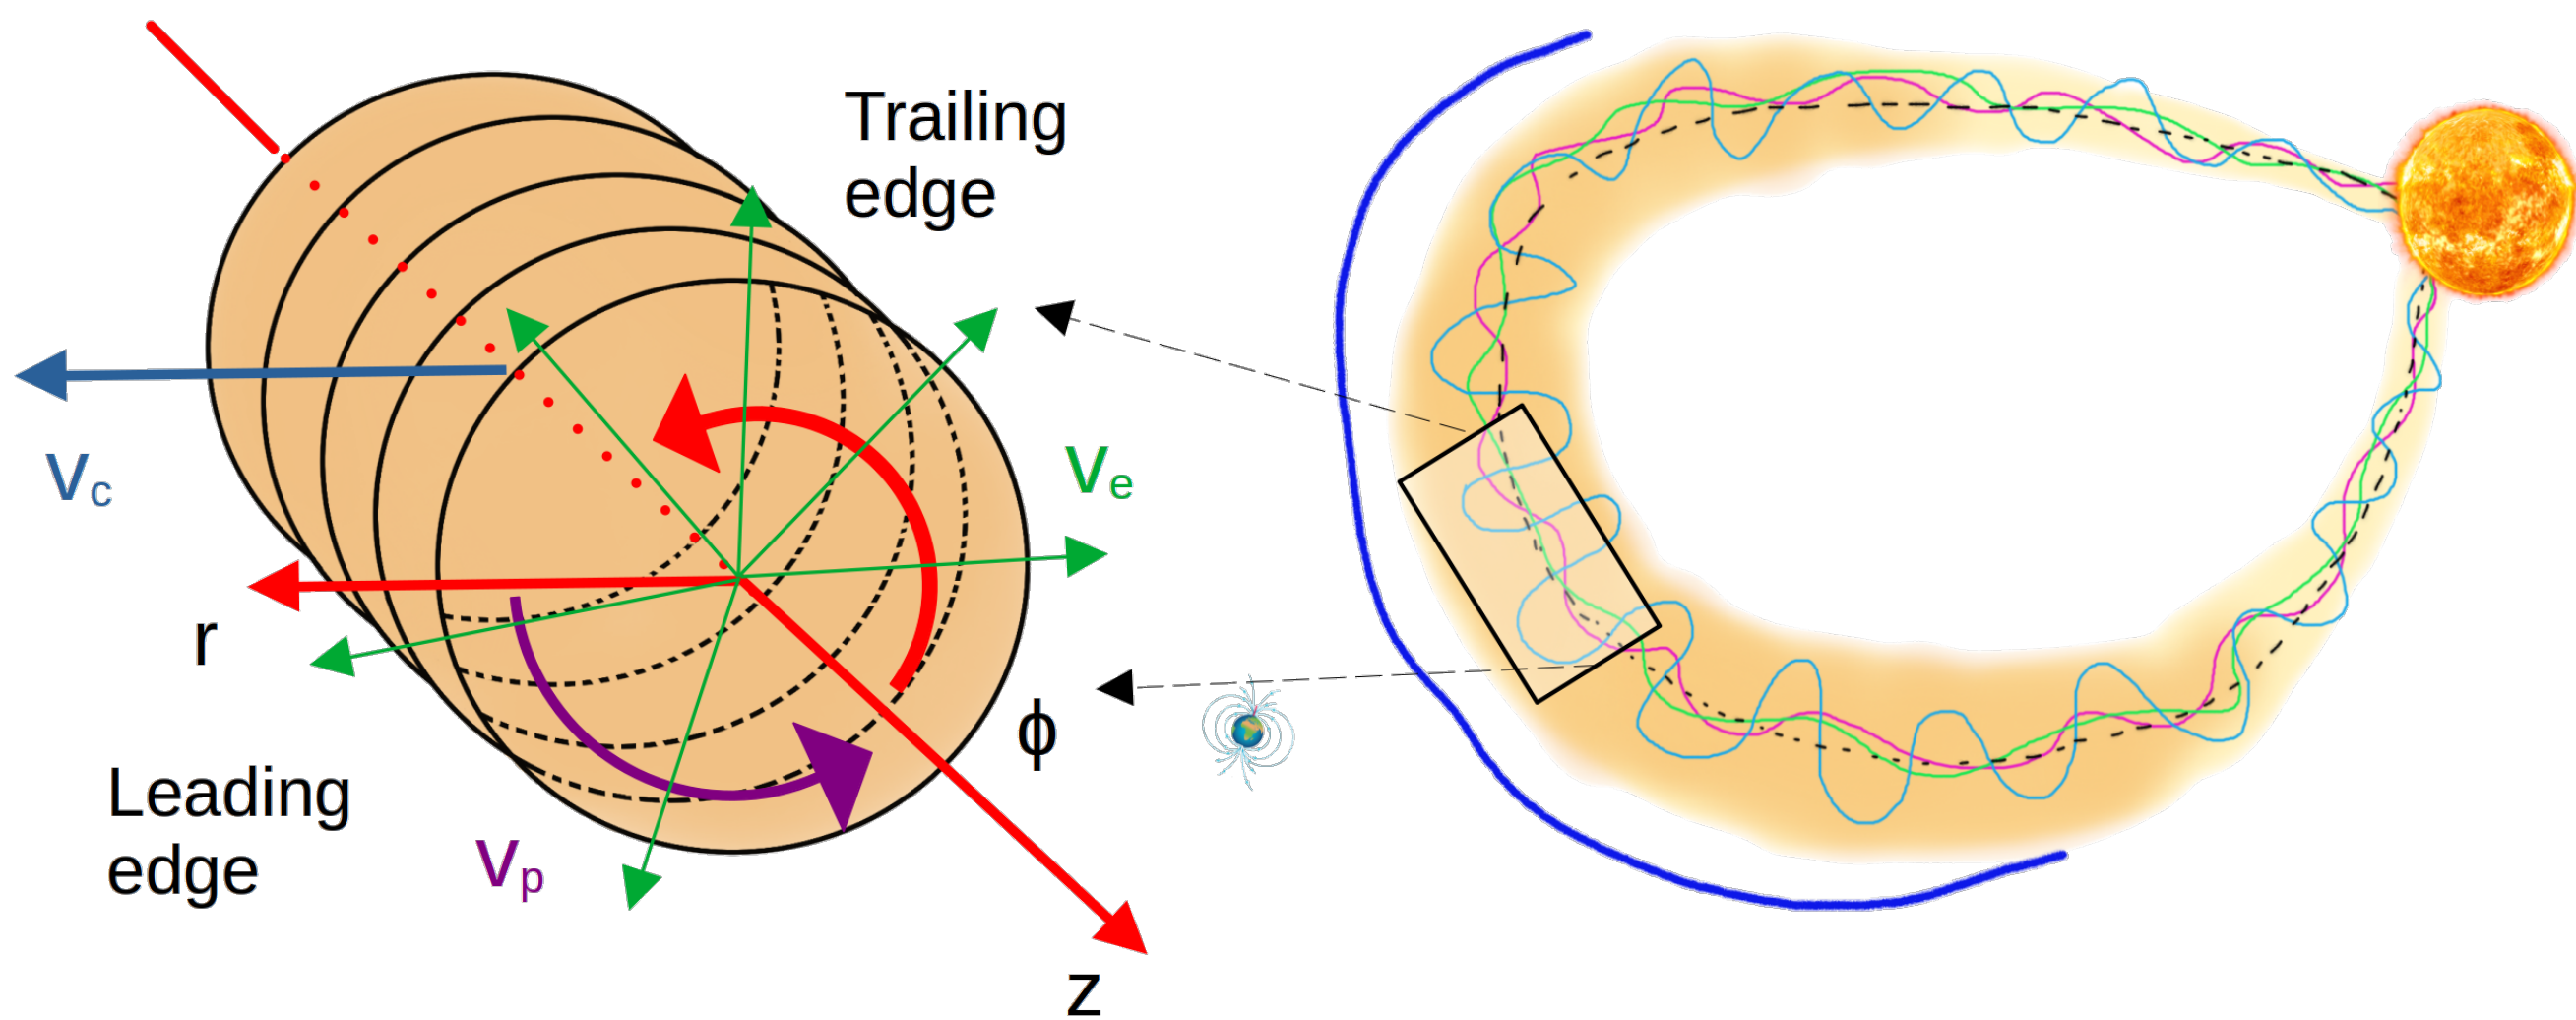 Trailing
edge
vc
ve
r
ϕ
Leading
edge
vp
z